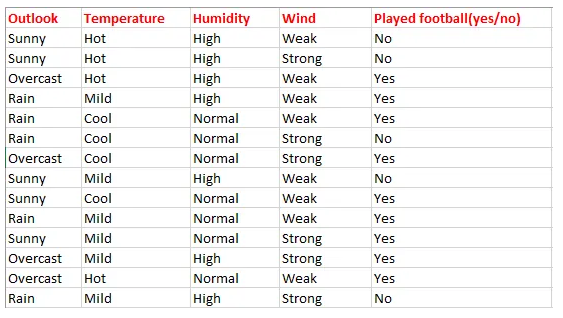 Outlook Temperature Humidity Wind Played football(yes/no)
Sunny Hot High Weak No
Sunny Hot High Strong No
Overcast Hot High Weak Yes
Rain Mild High Weak Yes
Rain Cool Normal Weak Yes
Rain Cool Normal Strong No
Overcast Cool Normal Strong Yes
Sunny Mild High Weak No
Sunny Cool Normal Weak Yes
Rain Mild Normal Weak Yes
Sunny Mild Normal Strong Yes
Overcast Mild High Strong Yes
Overcast Hot Normal Weak Yes
Rain Mild High Strong No